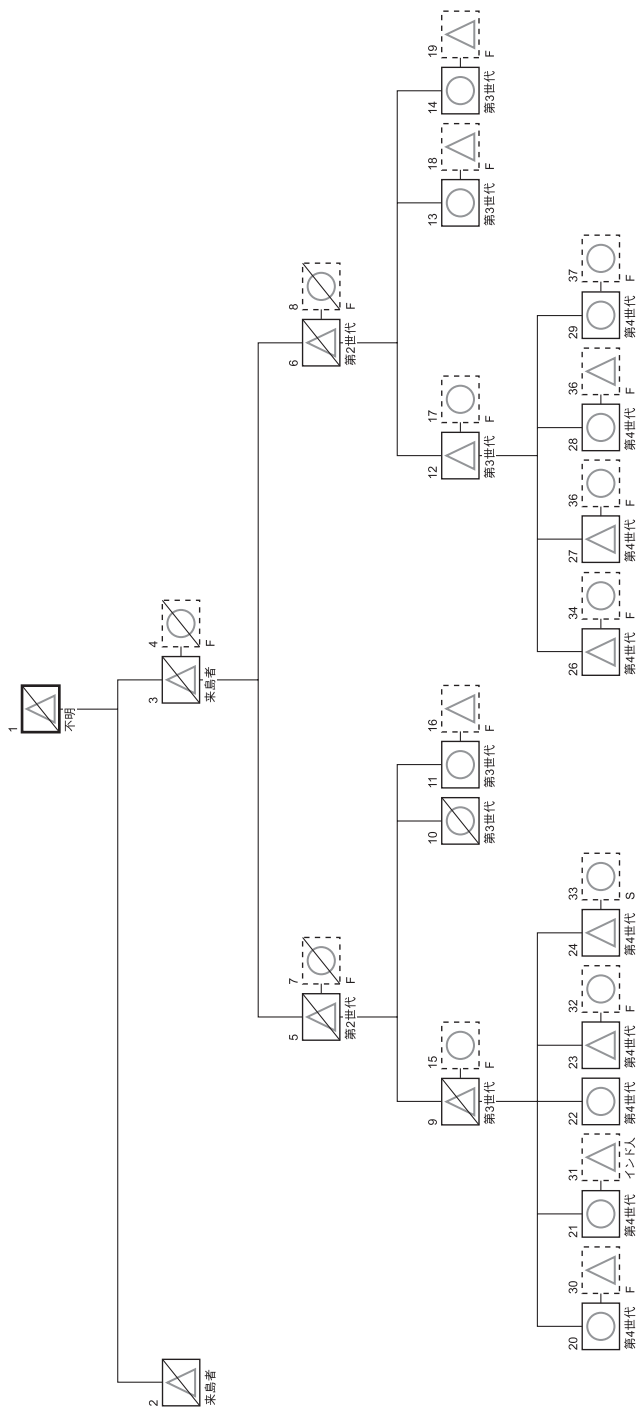 1
不明
2
来島者
3
来島者
4
F
5
第2世代
7
F
6
第2世代
8
F
9
第3世代
15
F
10
第3世代
11
第3世代
16
F
12
第3世代
17
F
13
第3世代
18
F
14
第3世代
19
F
20
第4世代
30
F
21
第4世代
31
インド人
22
第4世代
23
第4世代
32
F
24
第4世代
33
S
26
第4世代
34
F
27
第4世代
36
F
28
第4世代
36
F
29
第4世代
37
F